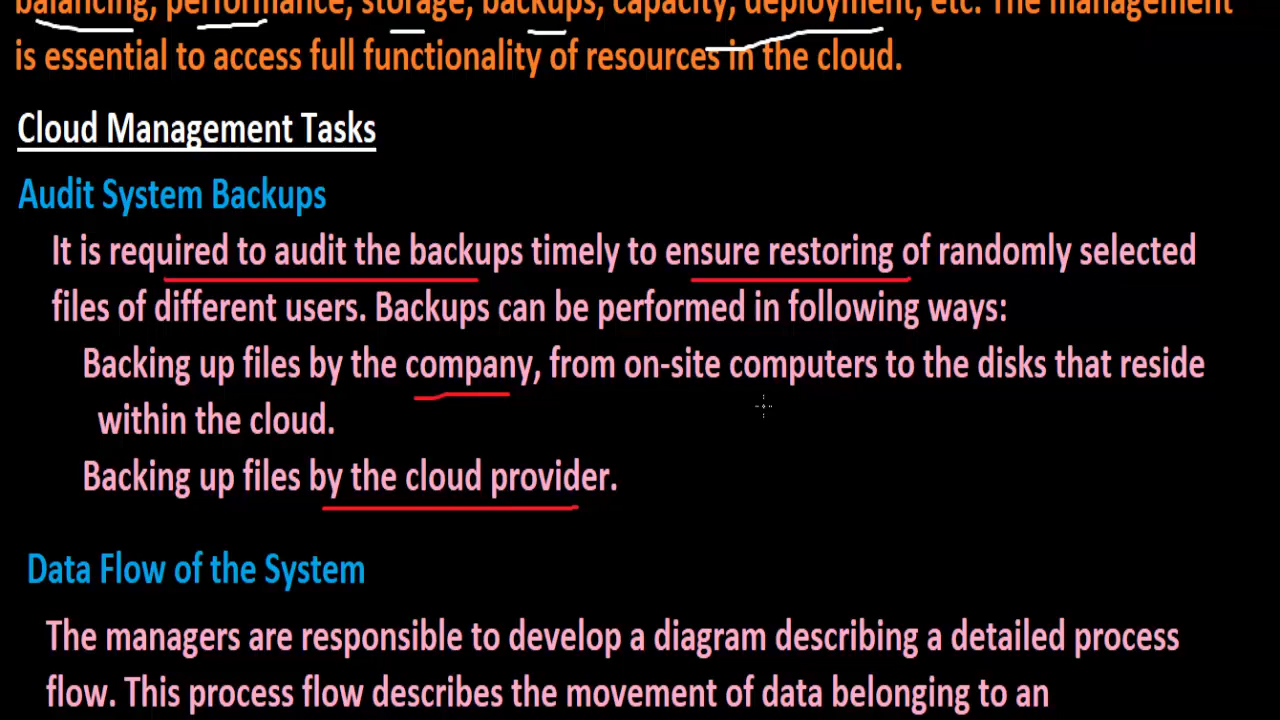 balancing, performance, storage, backups, capacity, deployment, etc. The management
is essential to access full functionality of resources in the cloud.
Cloud Management Tasks
Audit System Backups
It is required to audit the backups timely to ensure restoring of randomly selected
files of different users. Backups can be performed in following ways:
Backing up files by the company, from on-site computers to the disks that reside
within the cloud.
Backing up files by the cloud provider.
Data Flow of the System
The managers are responsible to develop a diagram describing a detailed process
flow. This process flow describes the movement of data belonging to an